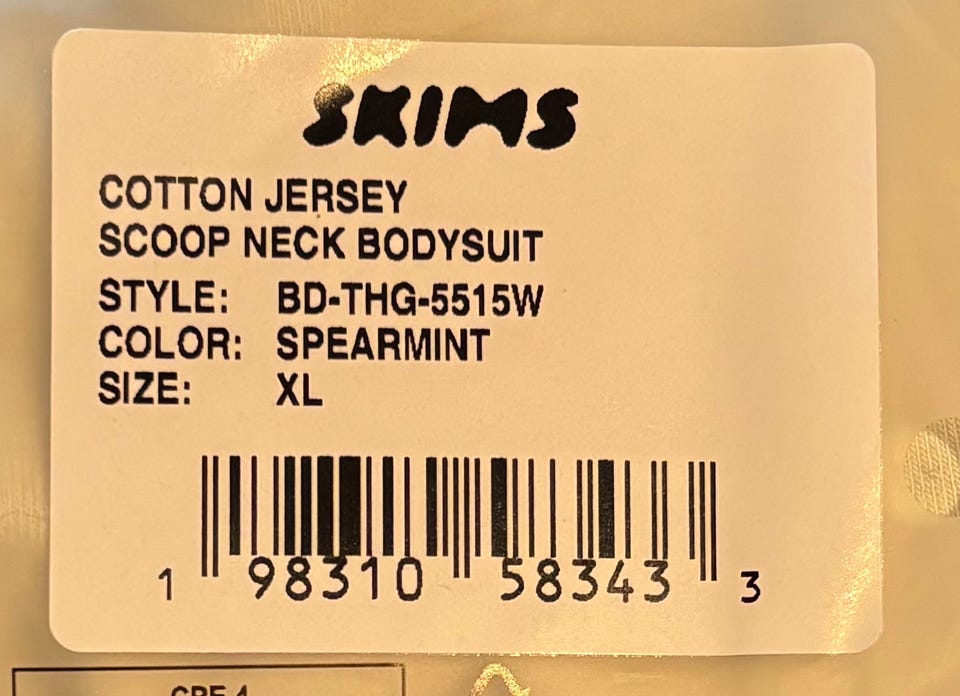 SKIMS
COTTON JERSEY
SCOOP NECK BODYSUIT
STYLE: BD-THG-5515W
COLOR: SPEARMINT
SIZE: XL
1 98310 58343 3